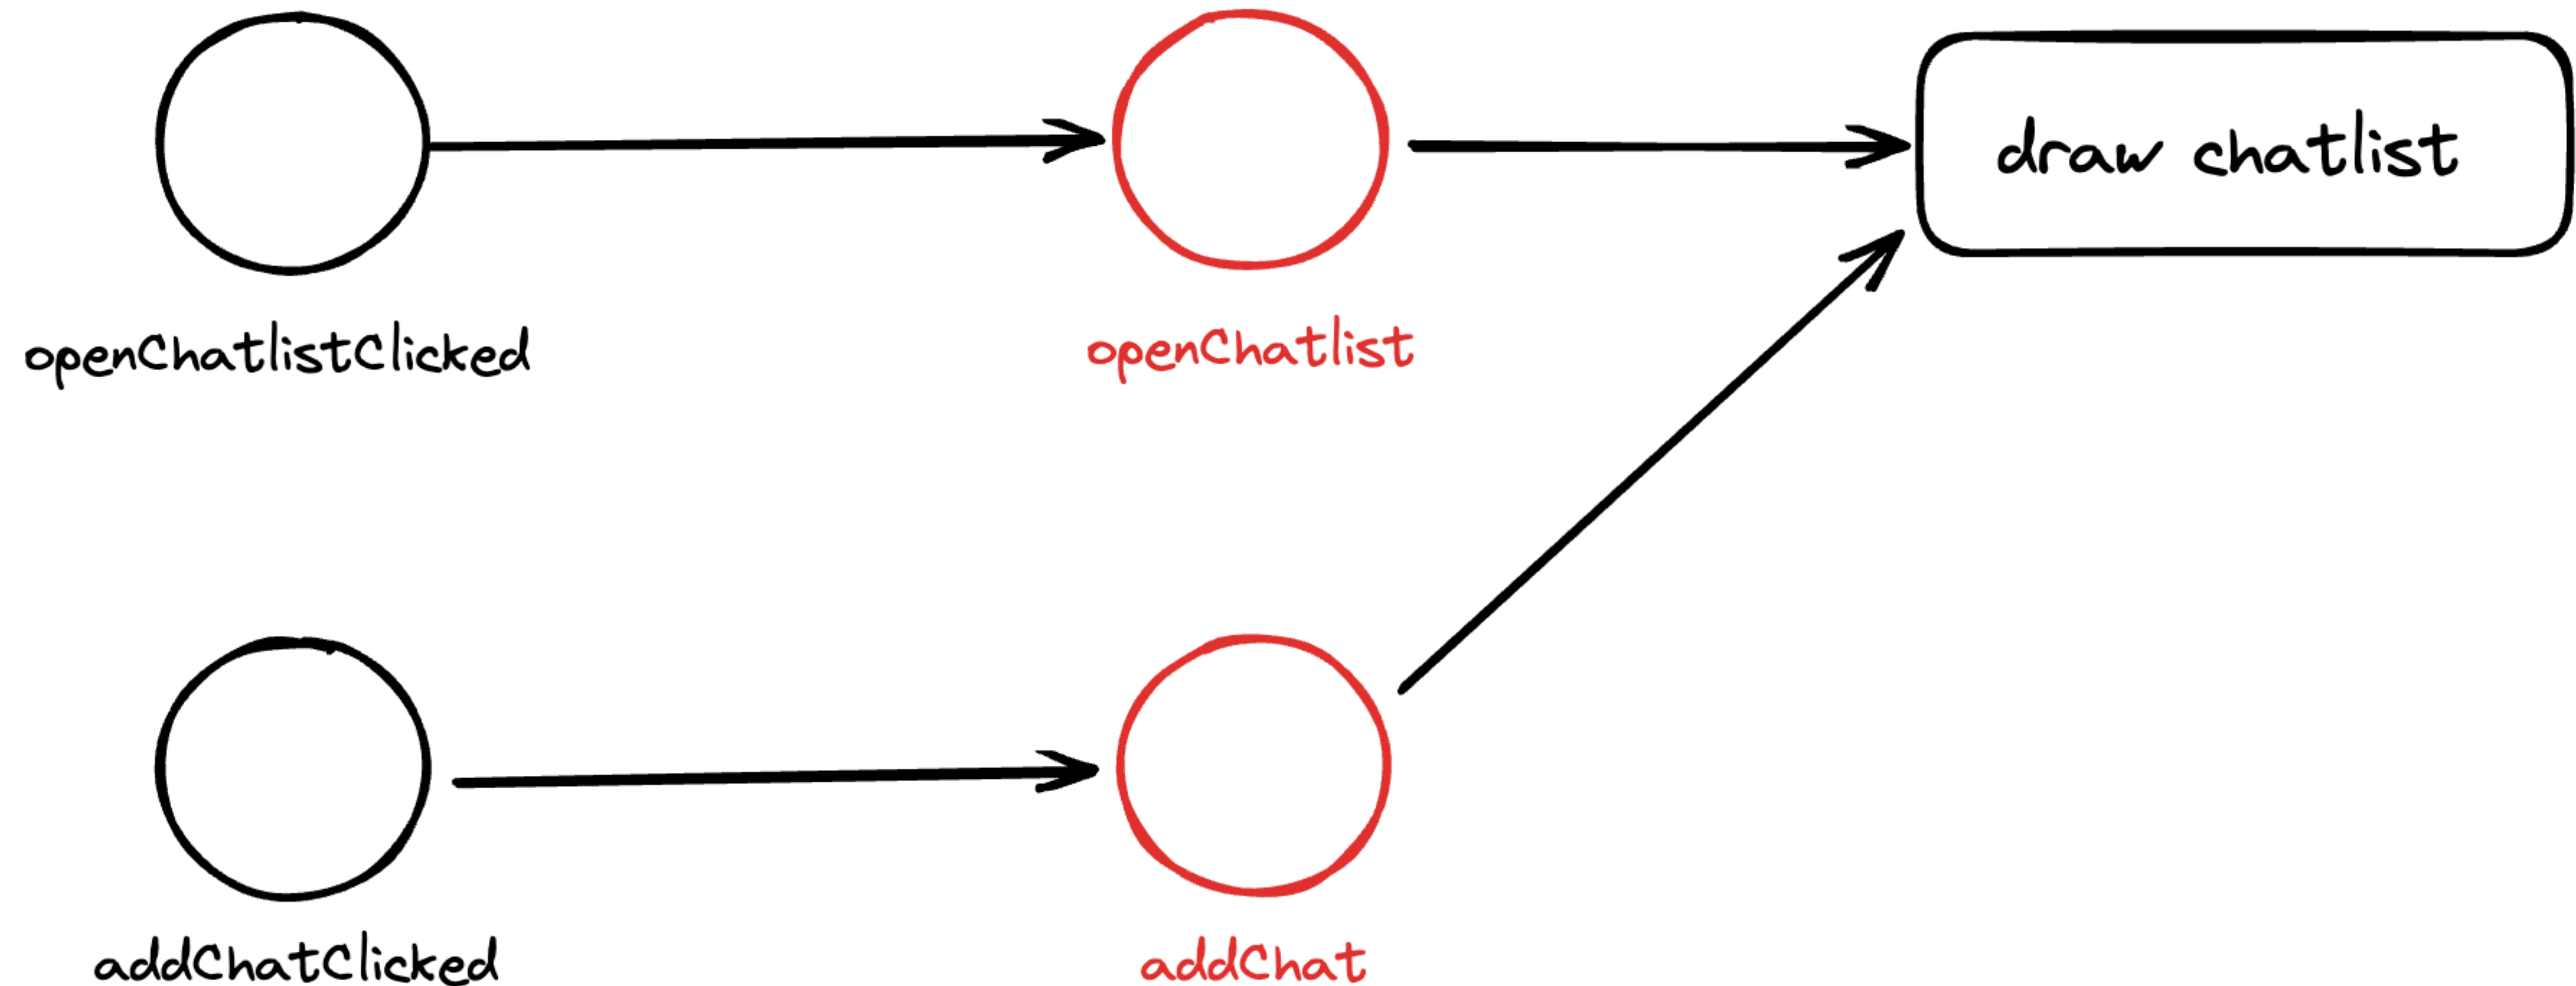 draw chatlist
openChatlistClicked
openChatlist
addChatClicked
addChat